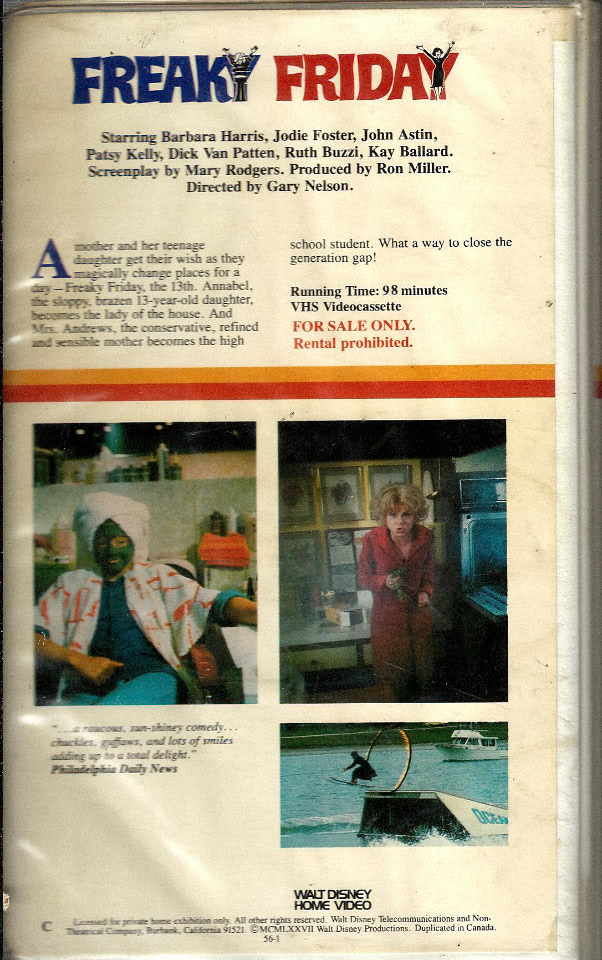 FREAKY FRIDAY
Starring Barbara Harris, Jodie Foster, John Astin,
Patsy Kelly, Dick Van Patten, Ruth Buzzi, Kay Ballard.
Screenplay by Mary Rodgers. Produced by Ron Miller.
Directed by Gary Nelson.
A mother and her teenage
daughter get their wish as they
magically change places for a
day—Freaky Friday, the 13th. Annabel,
the sloppy, brazen 13-year-old daughter,
becomes the lady of the house. And
Mrs. Andrews, the conservative, refined
and sensible mother becomes the high
school student. What a way to close the
generation gap!
Running Time: 98 minutes
VHS Videocassette
FOR SALE ONLY.
Rental prohibited.
"...a raucous, sun-shiney comedy...
chuckles, guffaws, and lots of smiles
adding up to a total delight."
Philadelphia Daily News
OCEAN
WALT DISNEY
HOME VIDEO
C
Licensed for private home exhibition only. All other rights reserved. Walt Disney Telecommunications and Non-
Theatrical Company, Burbank, California 91521. ©MCMLXXVII Walt Disney Productions. Duplicated in Canada.
56-1